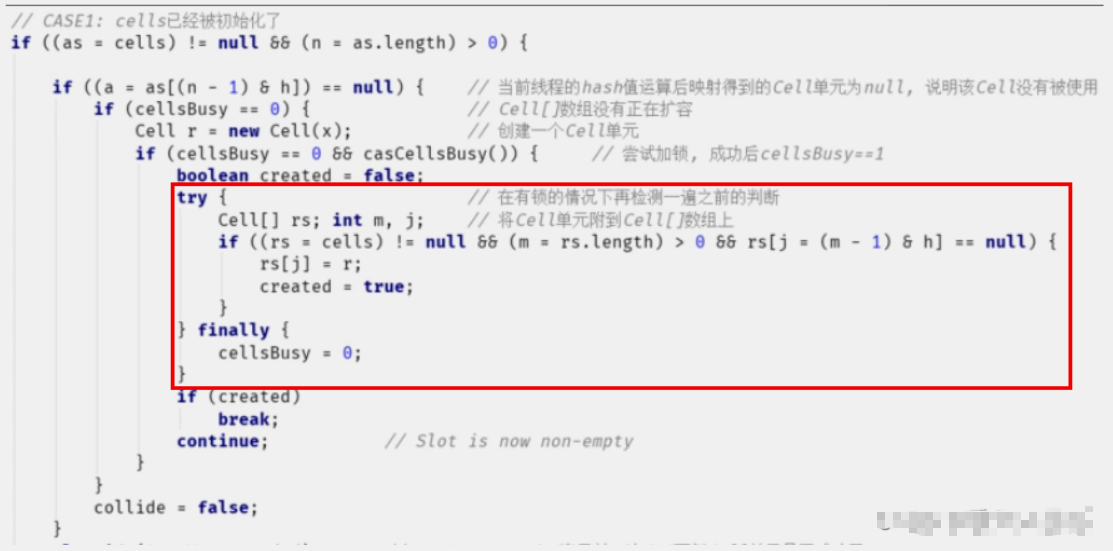 // CASE1: cells已经被初始化了
if ((as = cells) != null && (n = as.length) > 0) {
if ((a = as[(n - 1) & h]) == null) { // 当前线程的hash值运算后映射得到的Cell单元为null, 说明该Cell没有被使用
if (cellsBusy == 0) { // Cell[]数组没有正在扩容
Cell r = new Cell(x); // 创建一个Cell单元
if (cellsBusy == 0 && casCellsBusy()) { // 尝试加锁, 成功后cellsBusy==1
boolean created = false;
try { // 在有锁的情况下再检测一遍之前的判断
Cell[] rs; int m, j; // 将Cell单元附到Cell[]数组上
if ((rs = cells) != null && (m = rs.length) > 0 && rs[j = (m - 1) & h] == null) {
rs[j] = r;
created = true;
}
} finally {
cellsBusy = 0;
}
if (created)
break;
continue; // Slot is now non-empty
}
}
collide = false;
}